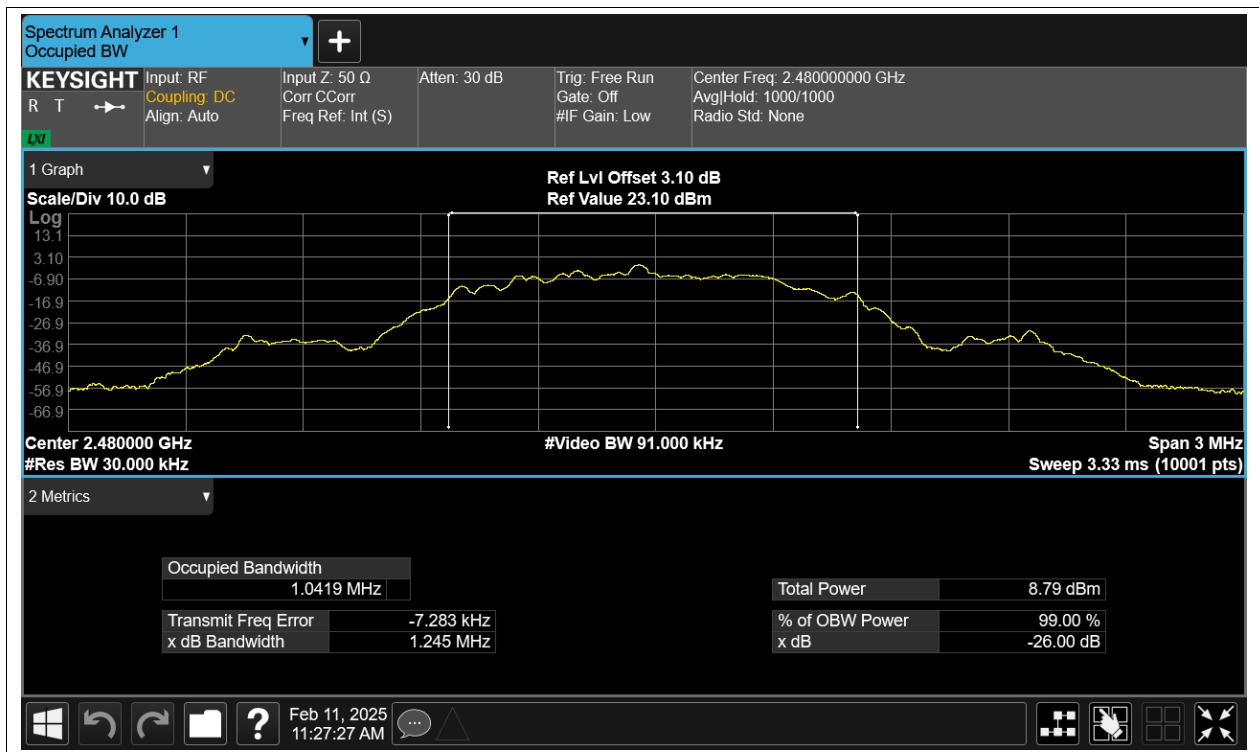 Spectrum Analyzer 1
Occupied BW
KEYSIGHT
R T
LXI
Input: RF
Coupling: DC
Align: Auto
Input Z: 50 Ω
Corr CCorr
Freq Ref: Int (S)
Atten: 30 dB
Trig: Free Run
Gate: Off
#IF Gain: Low
Center Freq: 2.480000000 GHz
Avg|Hold: 1000/1000
Radio Std: None
1 Graph
Scale/Div 10.0 dB
Ref Lvl Offset 3.10 dB
Ref Value 23.10 dBm
Log
13.1
3.10
-6.90
-16.9
-26.9
-36.9
-46.9
-56.9
-66.9
Center 2.480000 GHz
#Video BW 91.000 kHz
Span 3 MHz
#Res BW 30.000 kHz
Sweep 3.33 ms (10001 pts)
2 Metrics
Occupied Bandwidth
1.0419 MHz
Total Power 8.79 dBm
Transmit Freq Error -7.283 kHz
% of OBW Power 99.00 %
x dB Bandwidth 1.245 MHz
x dB -26.00 dB
?
Feb 11, 2025
11:27:27 AM